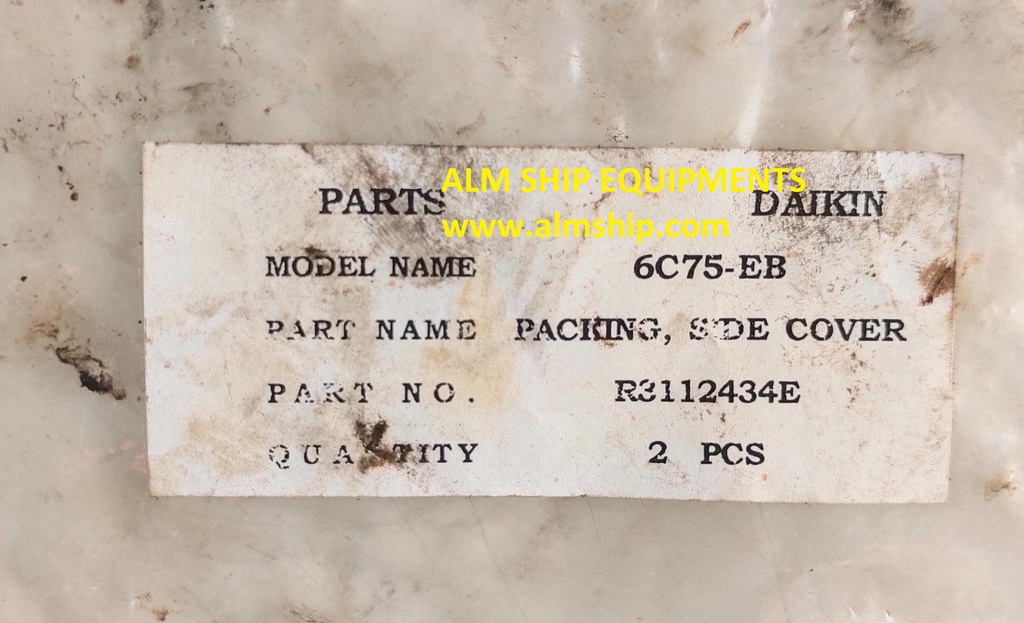 ALM SHIP EQUIPMENTS
PARTS DAIKIN
www.almship.com
MODEL NAME 6C75-EB
PART NAME PACKING, SIDE COVER
PART NO. R3112434E
QUANTITY 2 PCS